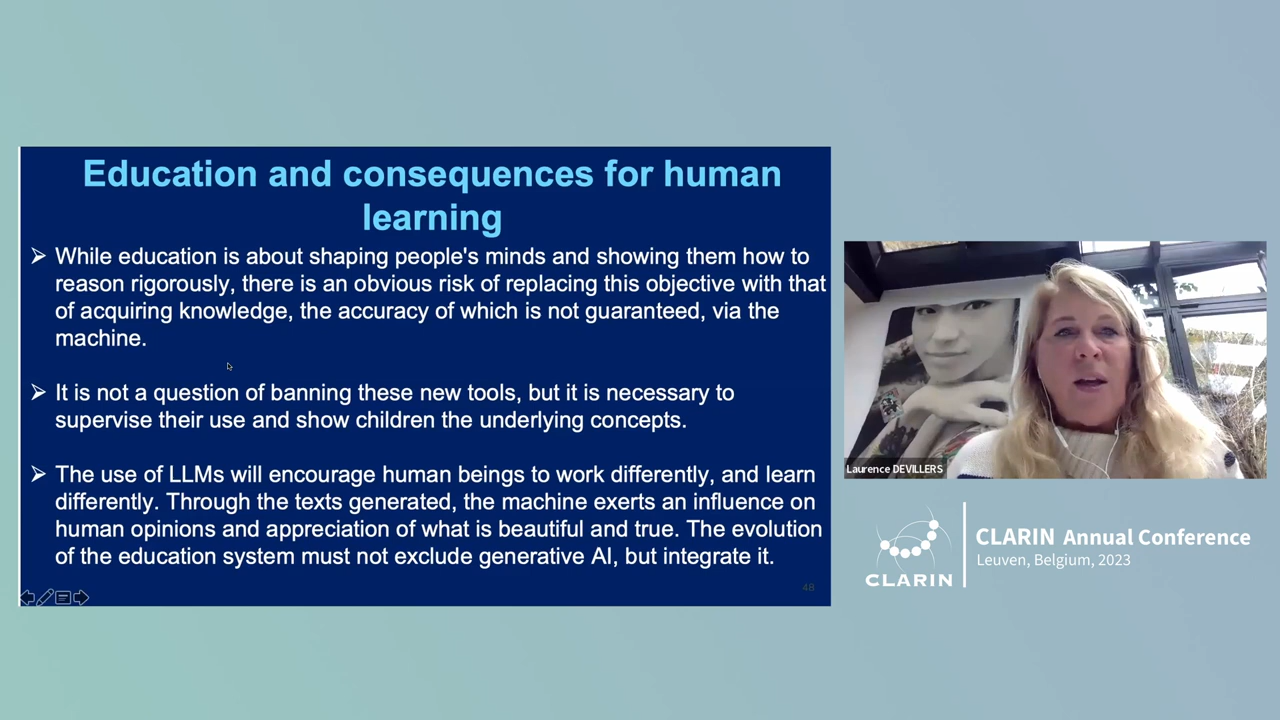 Education and consequences for human
learning
➢ While education is about shaping people's minds and showing them how to
reason rigorously, there is an obvious risk of replacing this objective with that
of acquiring knowledge, the accuracy of which is not guaranteed, via the
machine.
➢ It is not a question of banning these new tools, but it is necessary to
supervise their use and show children the underlying concepts.
➢ The use of LLMs will encourage human beings to work differently, and learn
differently. Through the texts generated, the machine exerts an influence on
human opinions and appreciation of what is beautiful and true. The evolution
of the education system must not exclude generative AI, but integrate it.
48
Laurence DEVILLERS
CLARIN
CLARIN Annual Conference
Leuven, Belgium, 2023